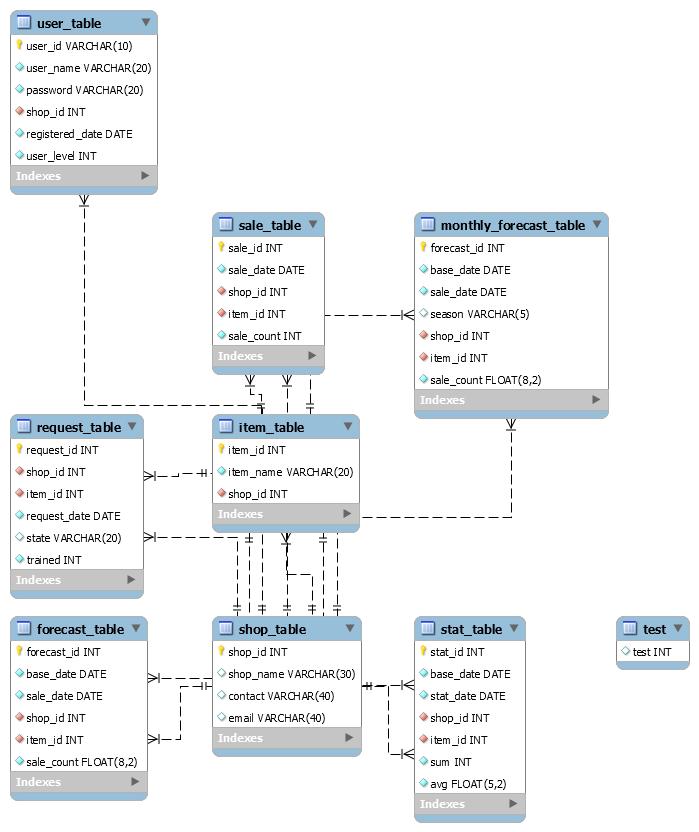 user_table
user_id VARCHAR(10)
user_name VARCHAR(20)
password VARCHAR(20)
shop_id INT
registered_date DATE
user_level INT
Indexes
sale_table
sale_id INT
sale_date DATE
shop_id INT
item_id INT
sale_count INT
Indexes
monthly_forecast_table
forecast_id INT
base_date DATE
sale_date DATE
season VARCHAR(5)
shop_id INT
item_id INT
sale_count FLOAT(8,2)
Indexes
request_table
request_id INT
shop_id INT
item_id INT
request_date DATE
state VARCHAR(20)
trained INT
Indexes
item_table
item_id INT
item_name VARCHAR(20)
shop_id INT
Indexes
forecast_table
forecast_id INT
base_date DATE
sale_date DATE
shop_id INT
item_id INT
sale_count FLOAT(8,2)
Indexes
shop_table
shop_id INT
shop_name VARCHAR(30)
contact VARCHAR(40)
email VARCHAR(40)
Indexes
stat_table
stat_id INT
base_date DATE
stat_date DATE
shop_id INT
item_id INT
sum INT
avg FLOAT(5,2)
Indexes
test
test INT